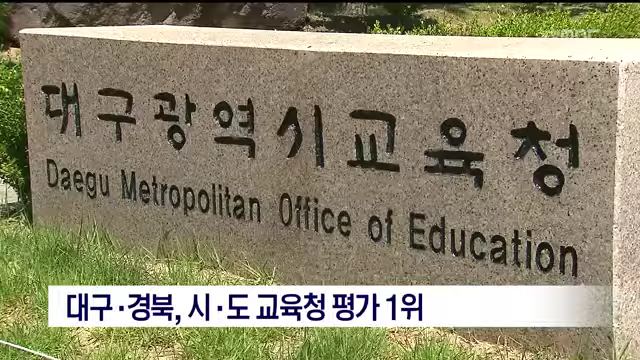 대구광역시교육청
Daegu Metropolitan Office of Education
대구·경북, 시·도 교육청 평가 1위